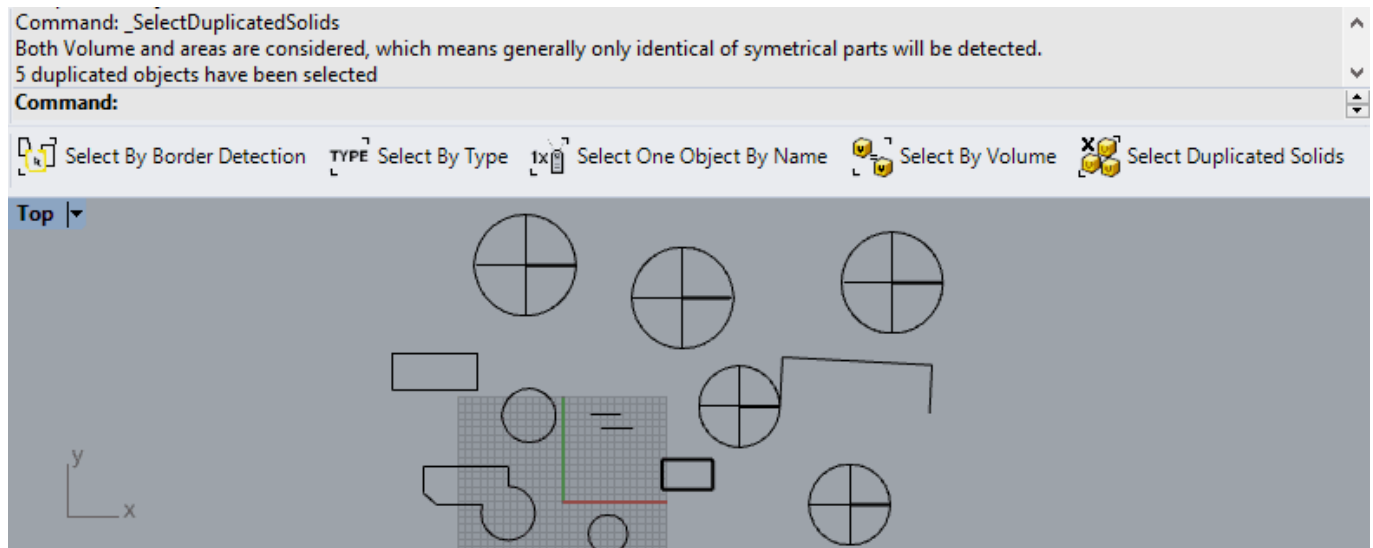 Command: _SelectDuplicatedSolids
Both Volume and areas are considered, which means generally only identical of symetrical parts will be detected.
5 duplicated objects have been selected
Command:
Select By Border Detection TYPE Select By Type 1x Select One Object By Name Select By Volume Select Duplicated Solids
Top
y
x